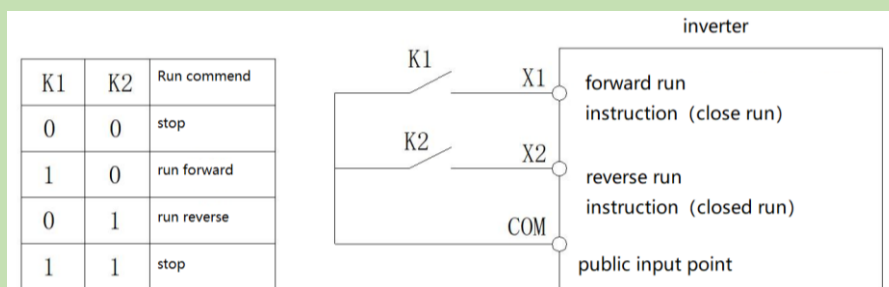 K1 K2 Run commend
0 0 stop
1 0 run forward
0 1 run reverse
1 1 stop
inverter
K1 X1 forward run
instruction (close run)
K2 X2
reverse run
instruction (closed run)
COM
public input point